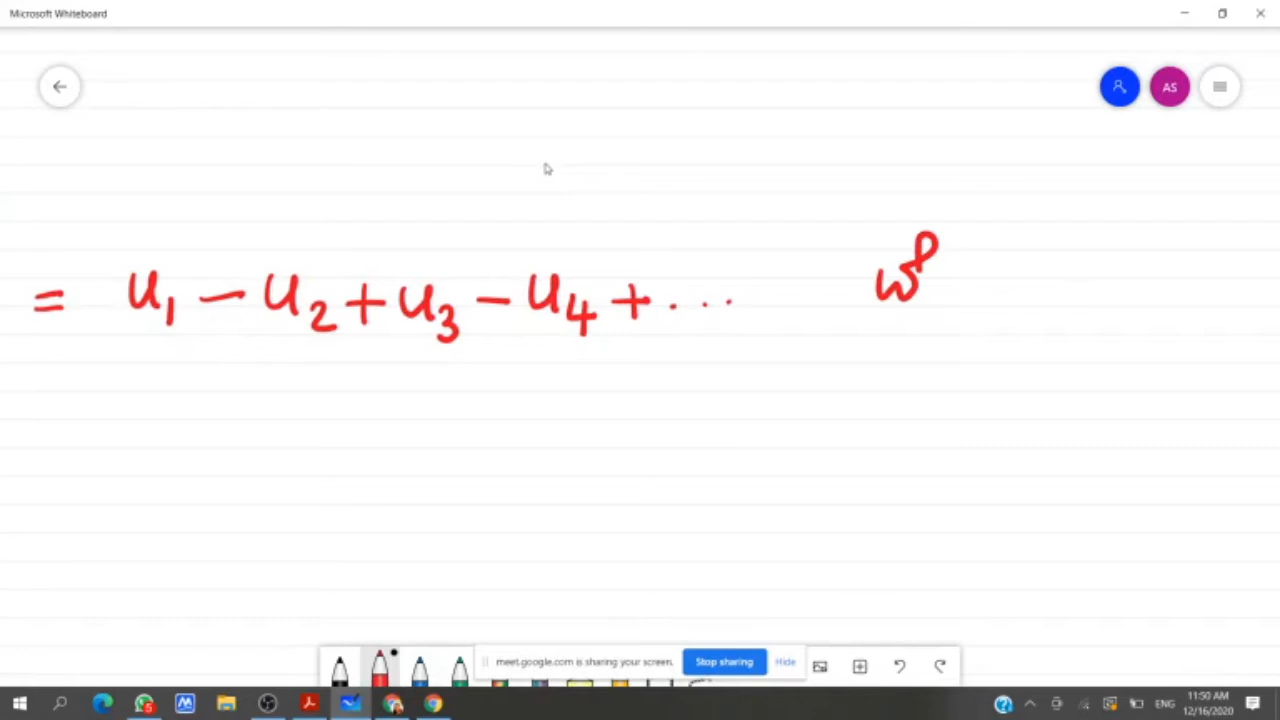 Microsoft Whiteboard
AS
= u₁ - u₂ + u₃ - u₄ + ...
meet.google.com is sharing your screen.
Stop sharing
Hide
5
ENG
11:50 AM
12/16/2020